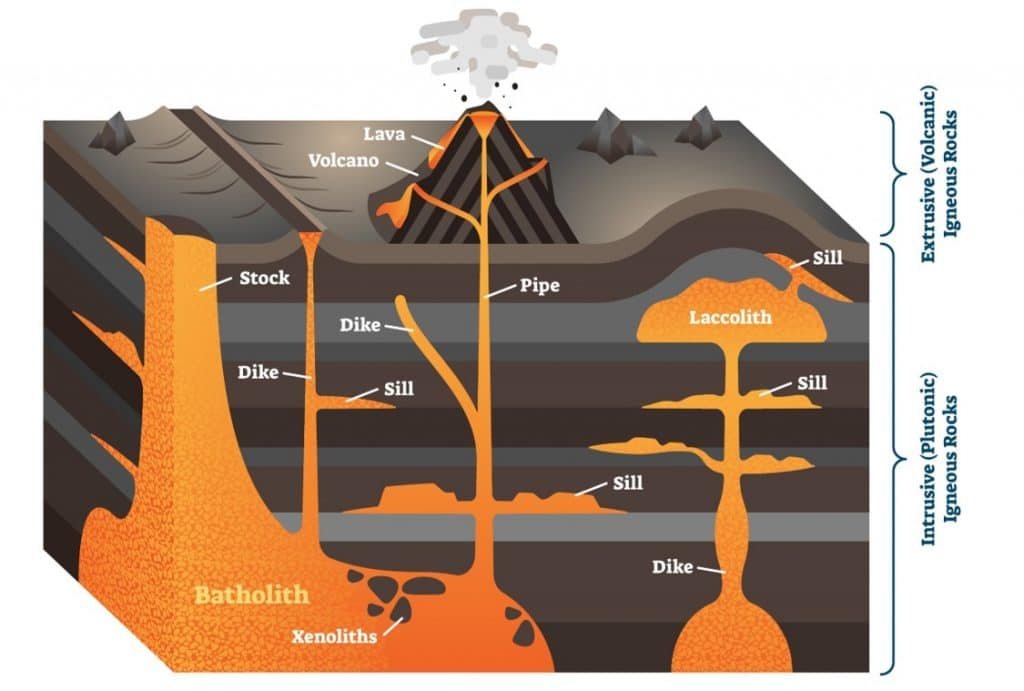 Lava
Volcano
Extrusive (Volcanic)
Igneous Rocks
Sill
Stock
Pipe
Dike
Laccolith
Dike
Sill
Sill
Intrusive (Plutonic)
Igneous Rocks
Sill
Dike
Batholith
Xenoliths